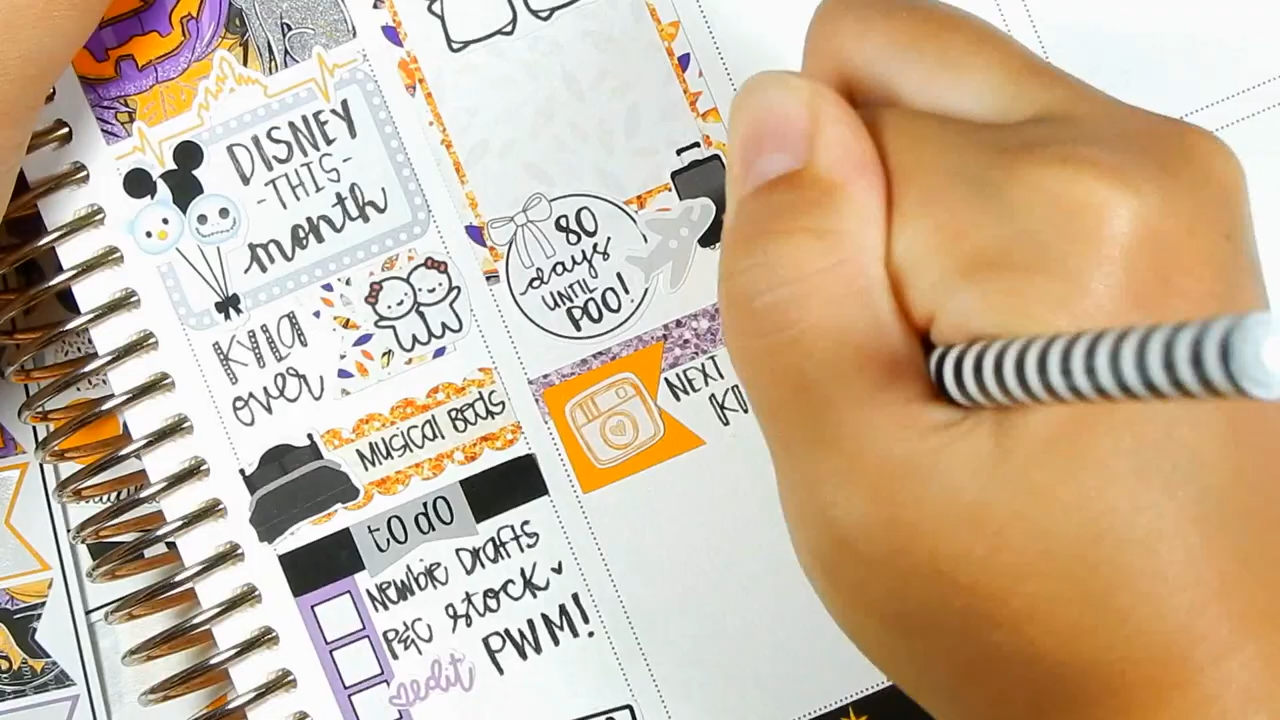 DISNEY
-THIS-
month
KYLA
over
MUSICAL BEDS
to do
Newbie Drafts
P&C stock
PWM!
edit
80
days
UNTIL
POO!
NEXT